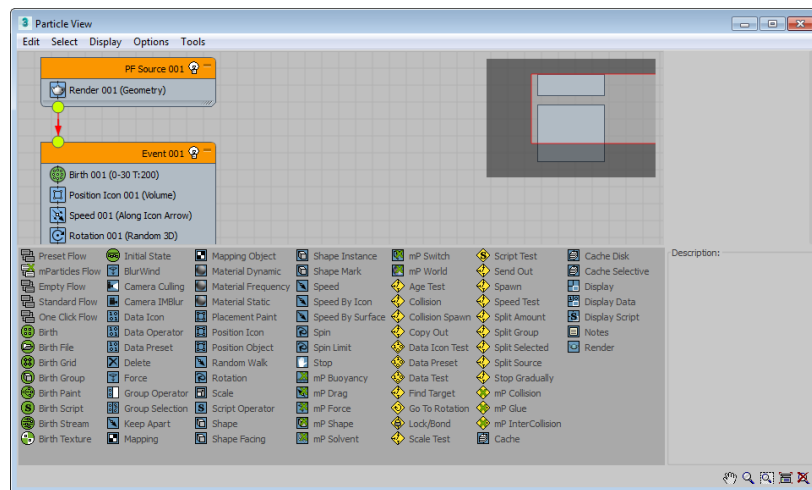 3 Particle View
Edit Select Display Options Tools
PF Source 001
Render 001 (Geometry)
Event 001
Birth 001 (0-30 T:200)
Position Icon 001 (Volume)
Speed 001 (Along Icon Arrow)
Rotation 001 (Random 3D)
Preset Flow Initial State Mapping Object Shape Instance mP Switch Script Test Cache Disk
mParticles Flow BlurWind Material Dynamic Shape Mark mP World Send Out Cache Selective
Empty Flow Camera Culling Material Frequency Speed Age Test Spawn Display
Standard Flow Camera IMBlur Material Static Speed By Icon Collision Speed Test Display Data
One Click Flow Data Icon Placement Paint Speed By Surface Collision Spawn Split Amount Display Script
Birth Data Operator Position Icon Spin Copy Out Split Group Notes
Birth File Data Preset Position Object Spin Limit Data Icon Test Split Selected Render
Birth Grid Delete Random Walk Stop Data Preset Split Source
Birth Group Force Rotation mP Buoyancy Data Test Stop Gradually
Birth Paint Group Operator Scale mP Drag Find Target mP Collision
Birth Script Group Selection Script Operator mP Force Go To Rotation mP Glue
Birth Stream Keep Apart Shape mP Shape Lock/Bond mP InterCollision
Birth Texture Mapping Shape Facing mP Solvent Scale Test Cache
Description: